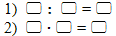 1) ▢ : ▢ = ▢
2) ▢ · ▢ = ▢